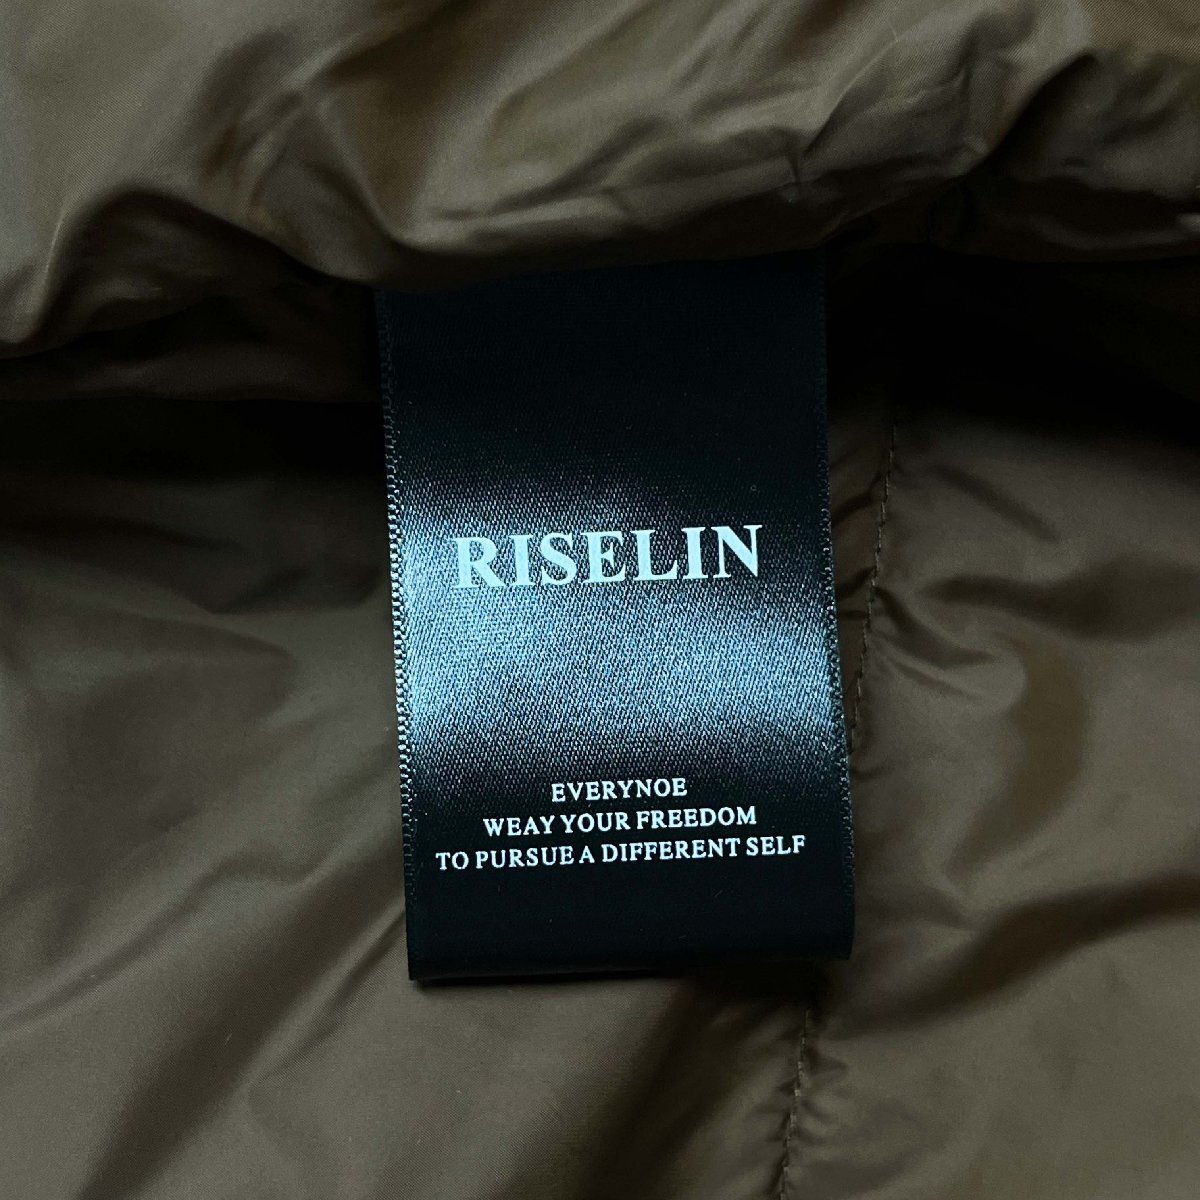 RISELIN
EVERYNOE
WEAY YOUR FREEDOM
TO PURSUE A DIFFERENT SELF